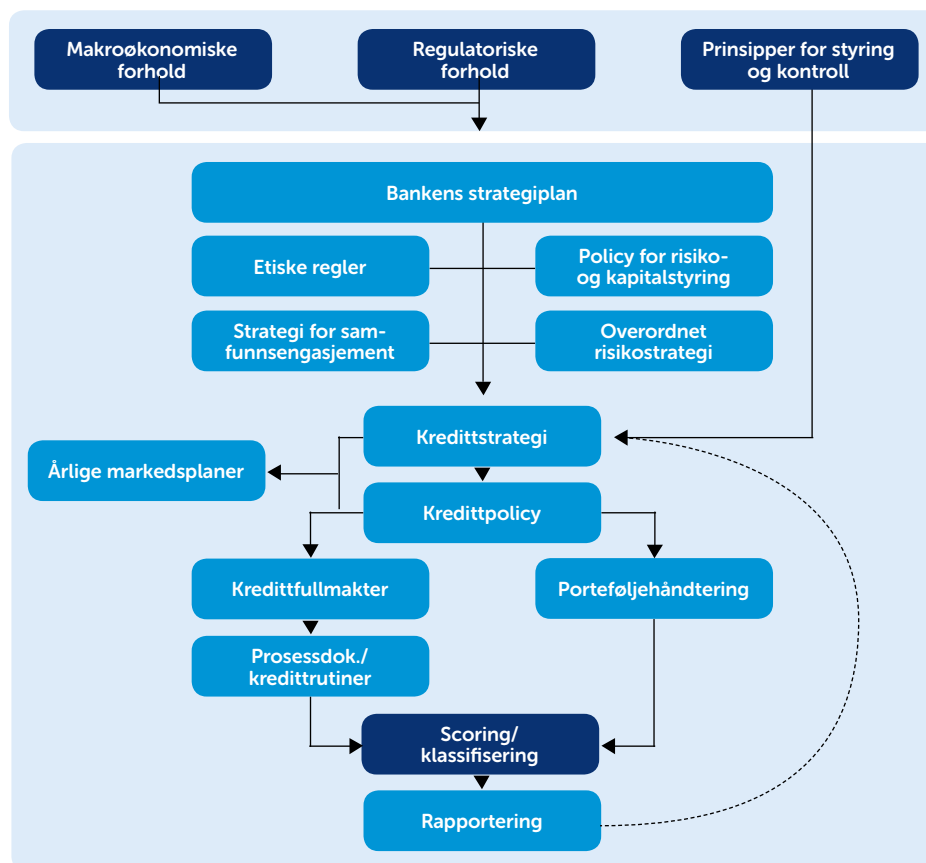 Makroøkonomiske
forhold
Regulatoriske
forhold
Prinsipper for styring
og kontroll
Bankens strategiplan
Etiske regler
Policy for risiko-
og kapitalstyring
Strategi for sam-
funnsengasjement
Overordnet
risikostrategi
Kredittstrategi
Årlige markedsplaner
Kredittpolicy
Kredittfullmakter
Porteføljehåndtering
Prosessdok./
kredittrutiner
Scoring/
klassifisering
Rapportering